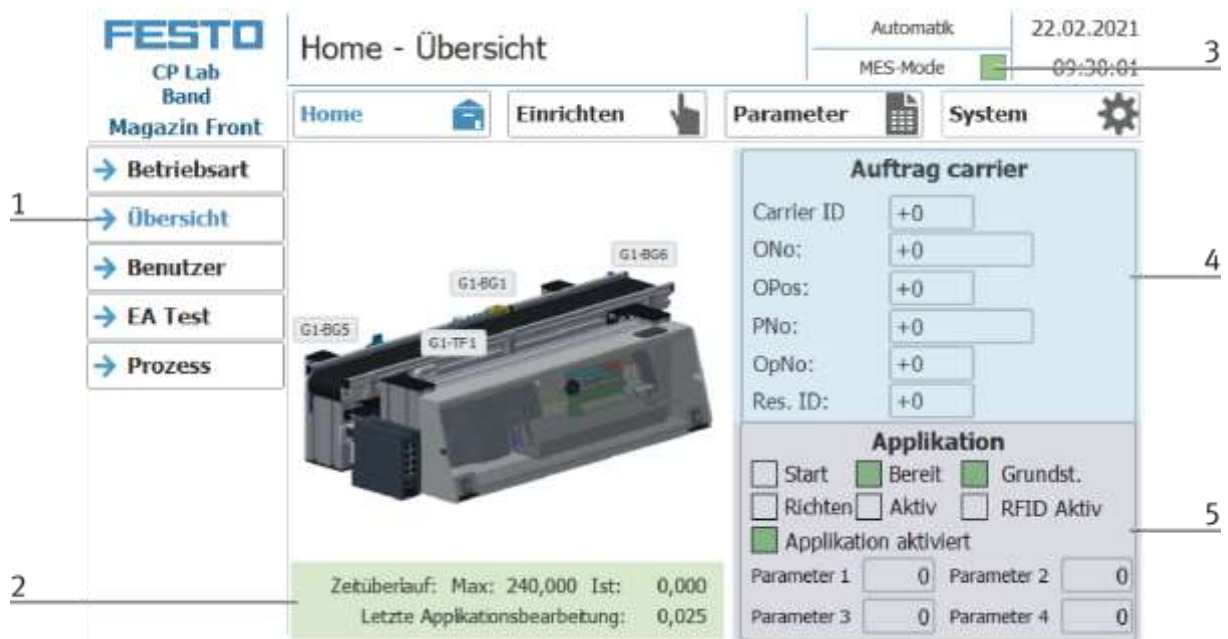 FESTO
CP Lab
Band
Magazin Front
Home - Übersicht
Automatik
22.02.2021
MES-Mode
09:38:01
3
Home
Einrichten
Parameter
System
Betriebsart
1
Übersicht
Benutzer
EA Test
Prozess
G1-BG6
G1-BG1
G1-BG5
G1-TF1
Auftrag carrier
Carrier ID +0
ONo: +0
4
OPos: +0
PNo: +0
OpNo: +0
Res. ID: +0
Applikation
Start Bereit Grundst.
Richten Aktiv RFID Aktiv
5
Applikation aktiviert
Parameter 1 0 Parameter 2 0
Parameter 3 0 Parameter 4 0
2
Zeitüberlauf: Max: 240,000 Ist: 0,000
Letzte Applikationsbearbeitung: 0,025